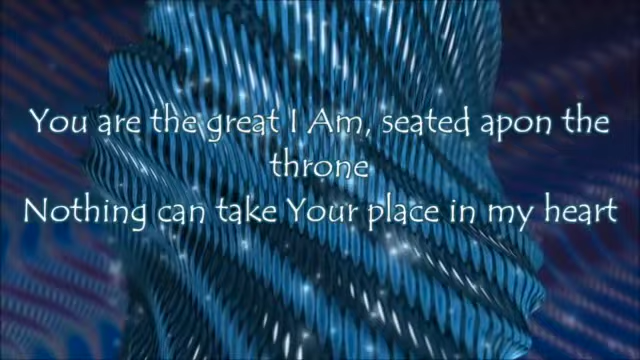 You are the great I Am, seated apon the
throne
Nothing can take Your place in my heart